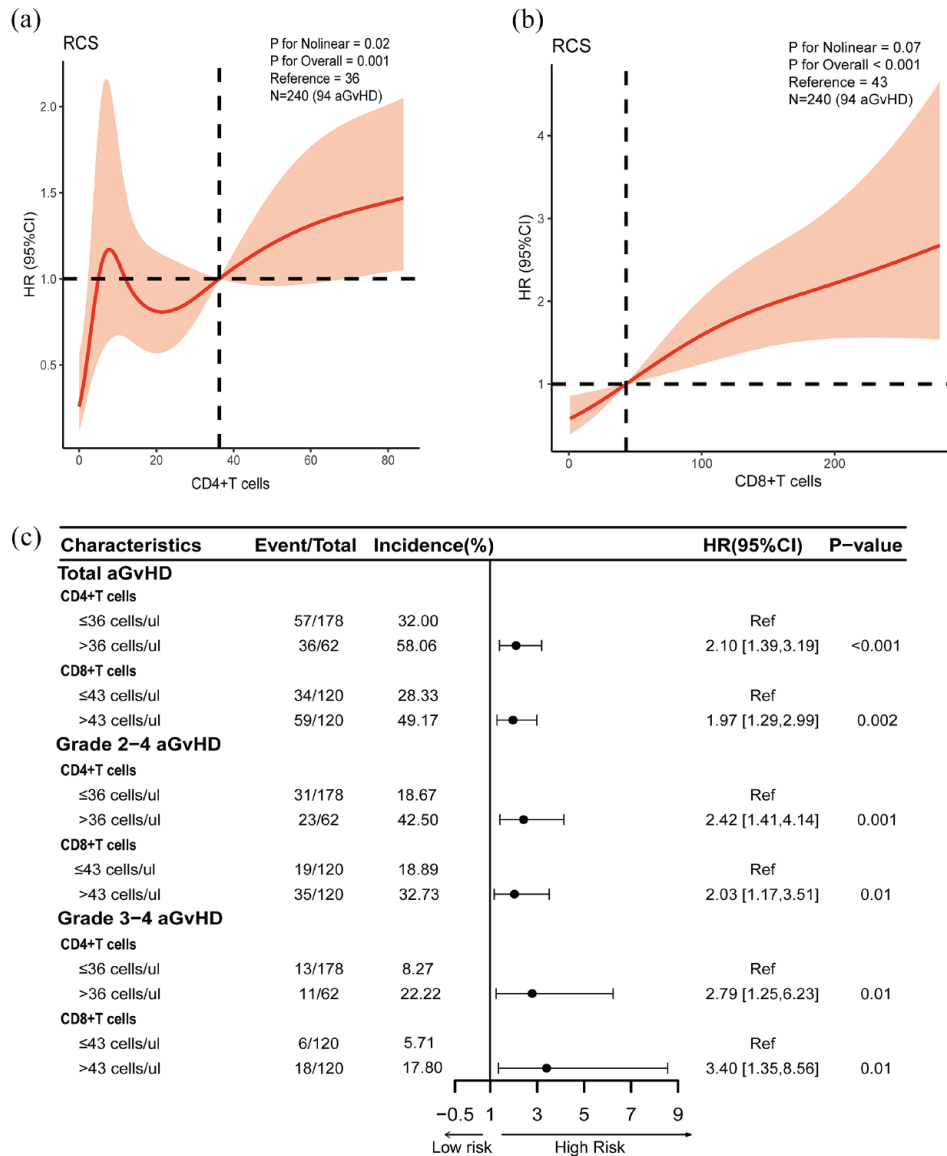 (a)
RCS
P for Nolinear = 0.02
P for Overall = 0.001
Reference = 36
N=240 (94 aGvHD)
HR (95%CI)
2.0
1.5
1.0
0.5
0 20 40 60 80
CD4+T cells
(b)
RCS
P for Nolinear = 0.07
P for Overall < 0.001
Reference = 43
N=240 (94 aGvHD)
HR (95%CI)
4
3
2
1
0 100 200
CD8+T cells
(c)
Characteristics Event/Total Incidence(%) HR(95%CI) P−value
Total aGvHD
CD4+T cells
≤36 cells/ul 57/178 32.00 Ref
>36 cells/ul 36/62 58.06 2.10 [1.39,3.19] <0.001
CD8+T cells
≤43 cells/ul 34/120 28.33 Ref
>43 cells/ul 59/120 49.17 1.97 [1.29,2.99] 0.002
Grade 2−4 aGvHD
CD4+T cells
≤36 cells/ul 31/178 18.67 Ref
>36 cells/ul 23/62 42.50 2.42 [1.41,4.14] 0.001
CD8+T cells
≤43 cells/ul 19/120 18.89 Ref
>43 cells/ul 35/120 32.73 2.03 [1.17,3.51] 0.01
Grade 3−4 aGvHD
CD4+T cells
≤36 cells/ul 13/178 8.27 Ref
>36 cells/ul 11/62 22.22 2.79 [1.25,6.23] 0.01
CD8+T cells
≤43 cells/ul 6/120 5.71 Ref
>43 cells/ul 18/120 17.80 3.40 [1.35,8.56] 0.01
−0.5 1 3 5 7 9
Low risk High Risk